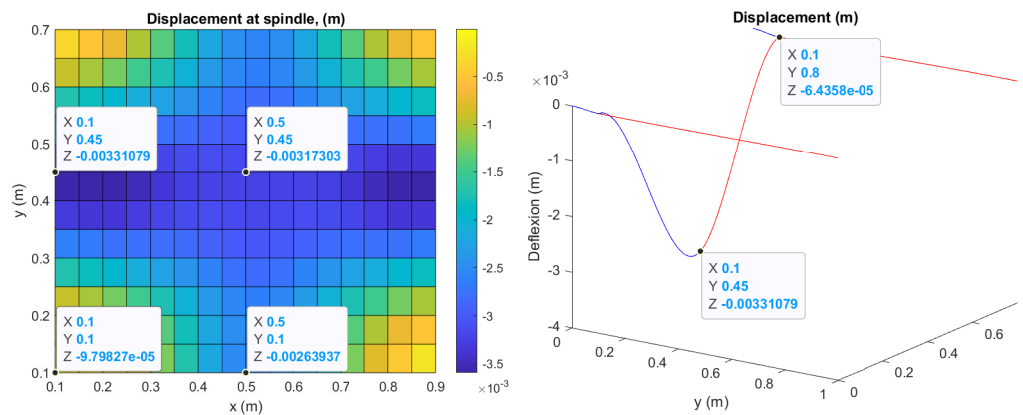 Displacement at spindle, (m)
0.7
0.6
0.5
0.4
0.3
0.2
0.1
y (m)
X 0.1
Y 0.45
Z -0.00331079
X 0.5
Y 0.45
Z -0.00317303
X 0.1
Y 0.1
Z -9.79827e-05
X 0.5
Y 0.1
Z -0.00263937
0.1 0.2 0.3 0.4 0.5 0.6 0.7 0.8 0.9
x (m)
-0.5
-1
-1.5
-2
-2.5
-3
-3.5
×10⁻³
Displacement (m)
×10⁻³
0
-1
-2
-3
-4
Deflexion (m)
X 0.1
Y 0.8
Z -6.4358e-05
X 0.1
Y 0.45
Z -0.00331079
0 0.2 0.4 0.6 0.8 1
y (m)
0 0.2 0.4 0.6